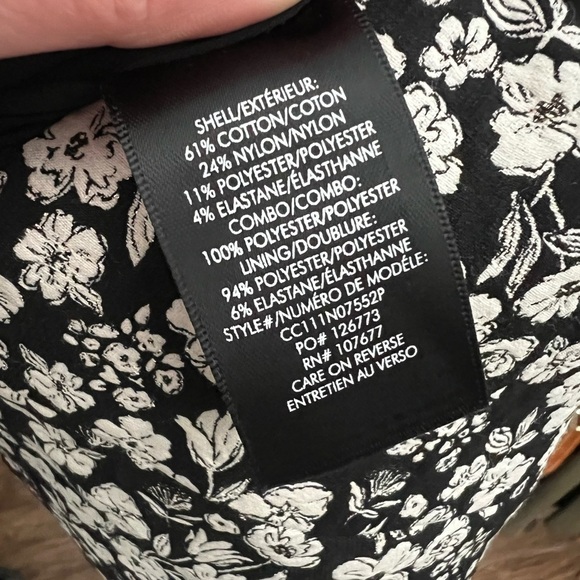 SHELL/EXTÉRIEUR:
61% COTTON/COTON
24% NYLON/NYLON
11% POLYESTER/POLYESTER
4% ELASTANE/ÉLASTHANNE
COMBO/COMBO:
100% POLYESTER/POLYESTER
LINING/DOUBLURE:
94% POLYESTER/POLYESTER
6% ELASTANE/ÉLASTHANNE
STYLE#/NUMÉRO DE MODÈLE:
CC111N07552P
PO# 126773
RN# 107677
CARE ON REVERSE
ENTRETIEN AU VERSO